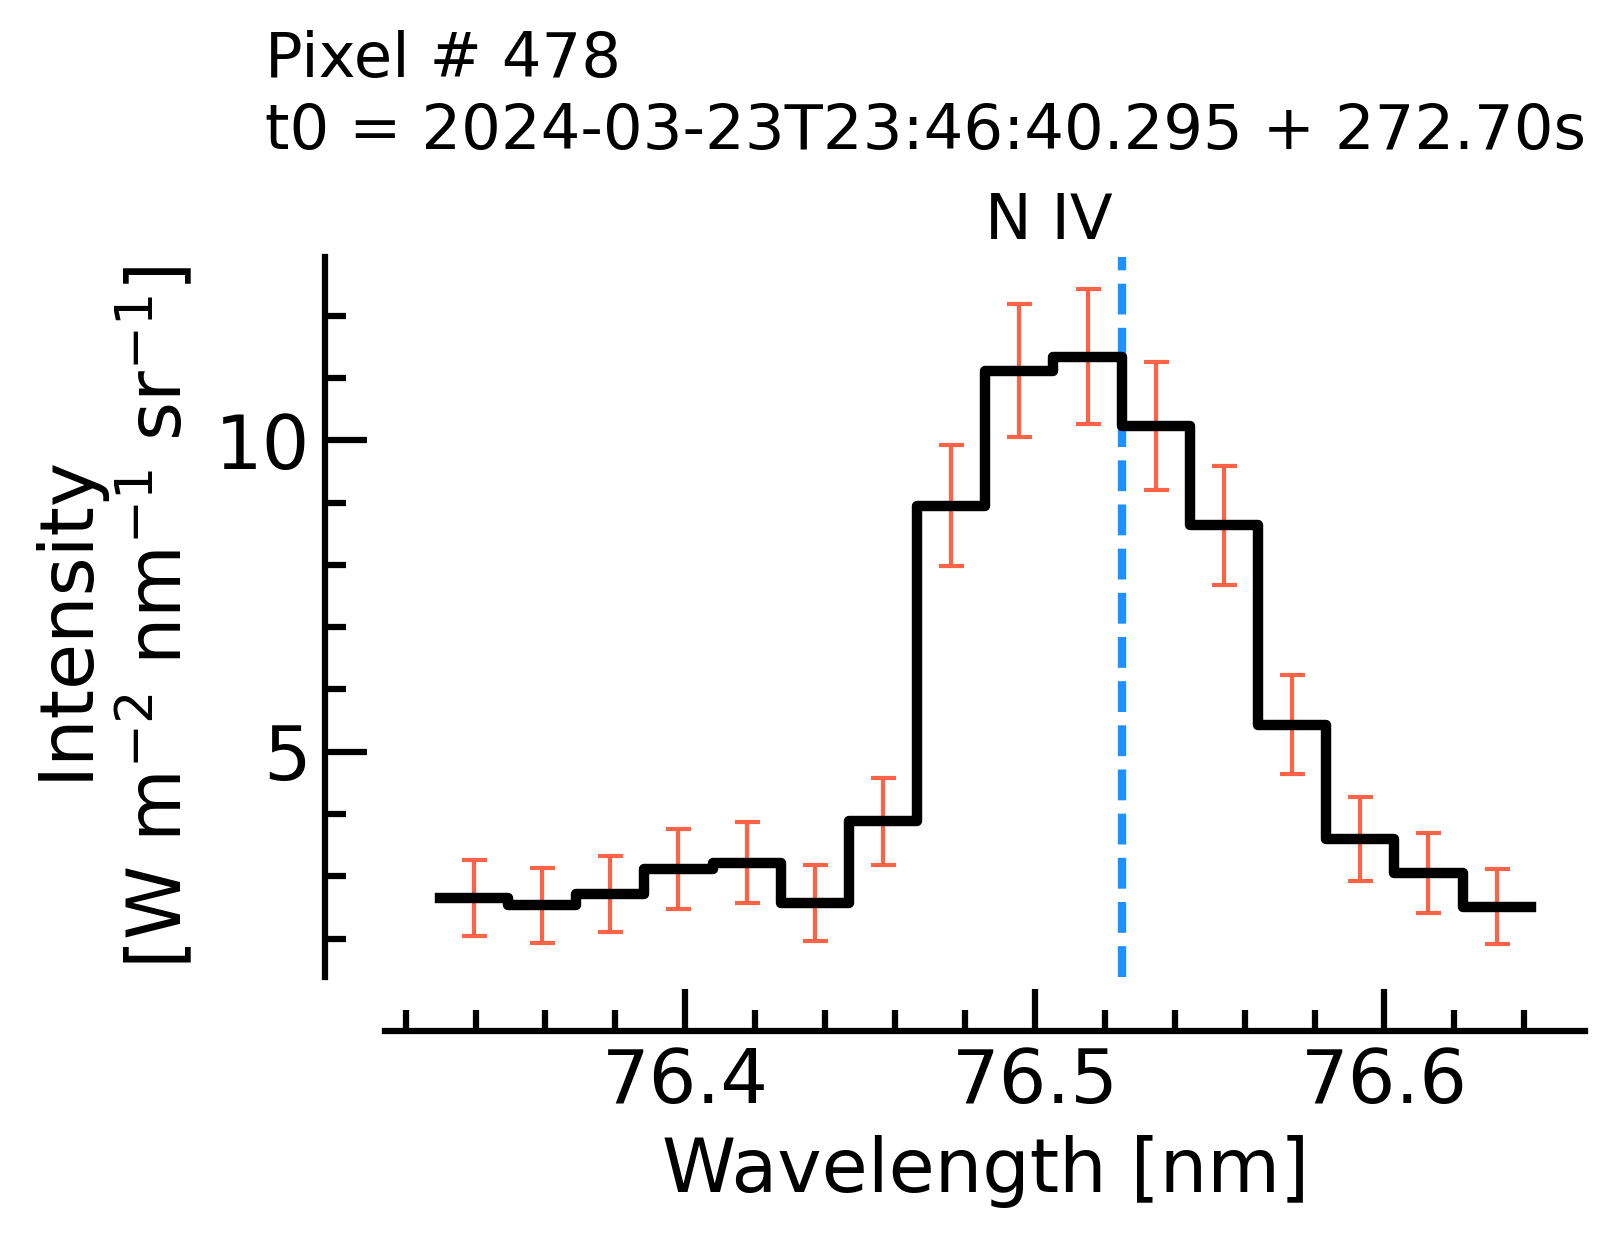 Pixel # 478
t0 = 2024-03-23T23:46:40.295 + 272.70s
N IV
Intensity
[W m⁻² nm⁻¹ sr⁻¹]
10
5
76.4 76.5 76.6
Wavelength [nm]